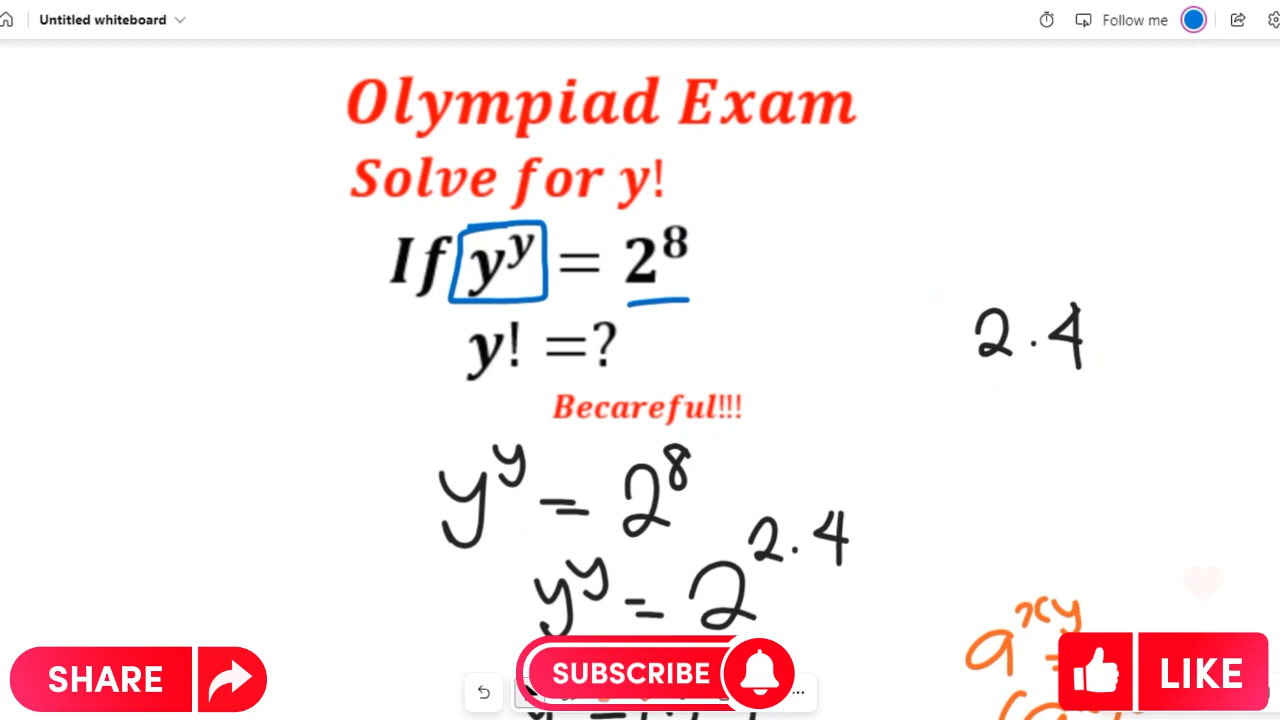 Untitled whiteboard
Follow me
Olympiad Exam
Solve for y!
If y^y = 2^8
y! =?
2.4
Becareful!!!
y^y = 2^8
y^y = 2^2.4
a^xy =
SHARE
SUBSCRIBE
LIKE